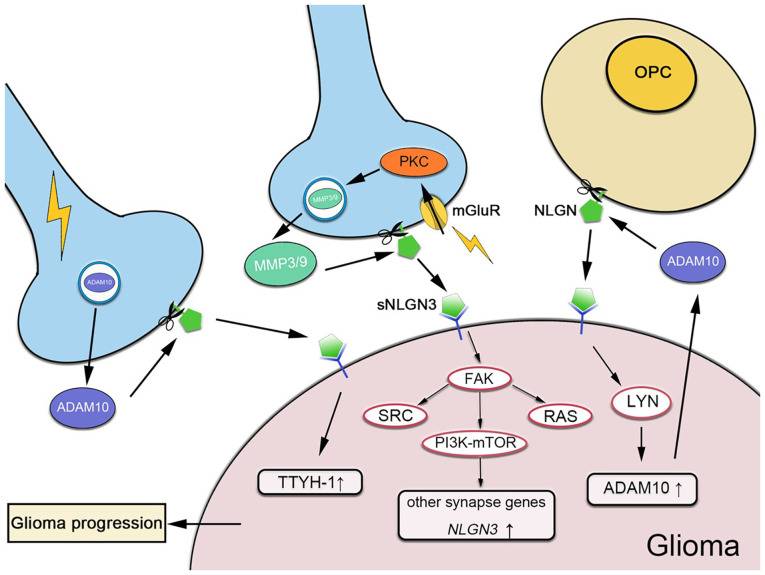 OPC
PKC
MMP3/9
mGluR
NLGN
MMP3/9
ADAM10
ADAM10
sNLGN3
ADAM10
FAK
SRC
RAS
LYN
PI3K-mTOR
TTYH-1↑
ADAM10 ↑
other synapse genes
NLGN3 ↑
Glioma progression
Glioma